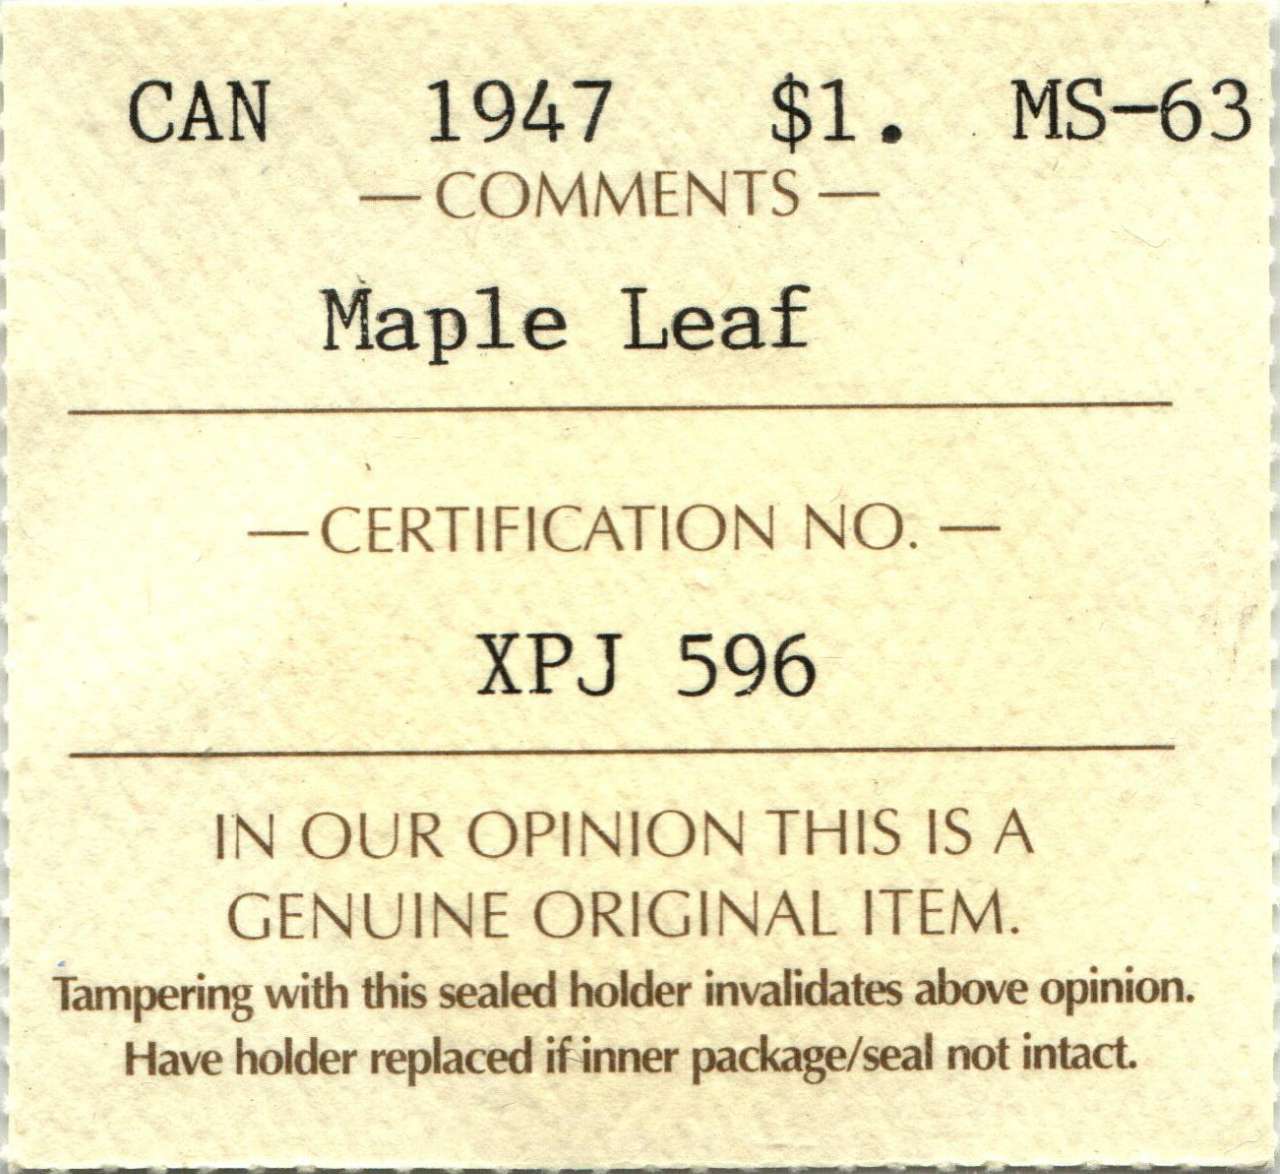 CAN 1947 $1. MS-63
— COMMENTS —
Maple Leaf
— CERTIFICATION NO. —
XPJ 596
IN OUR OPINION THIS IS A
GENUINE ORIGINAL ITEM.
Tampering with this sealed holder invalidates above opinion.
Have holder replaced if inner package/seal not intact.